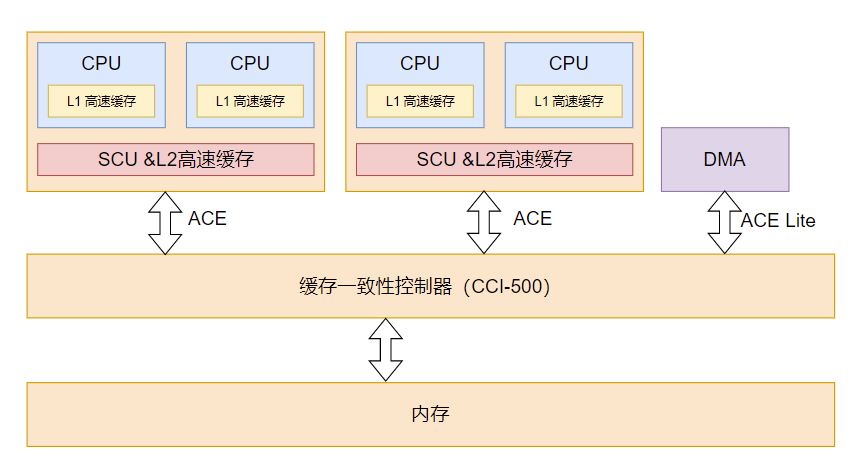 CPU
CPU
L1 高速缓存
L1 高速缓存
SCU &L2高速缓存
CPU
CPU
L1 高速缓存
L1 高速缓存
SCU &L2高速缓存
DMA
ACE
ACE
ACE Lite
缓存一致性控制器（CCI-500）
内存